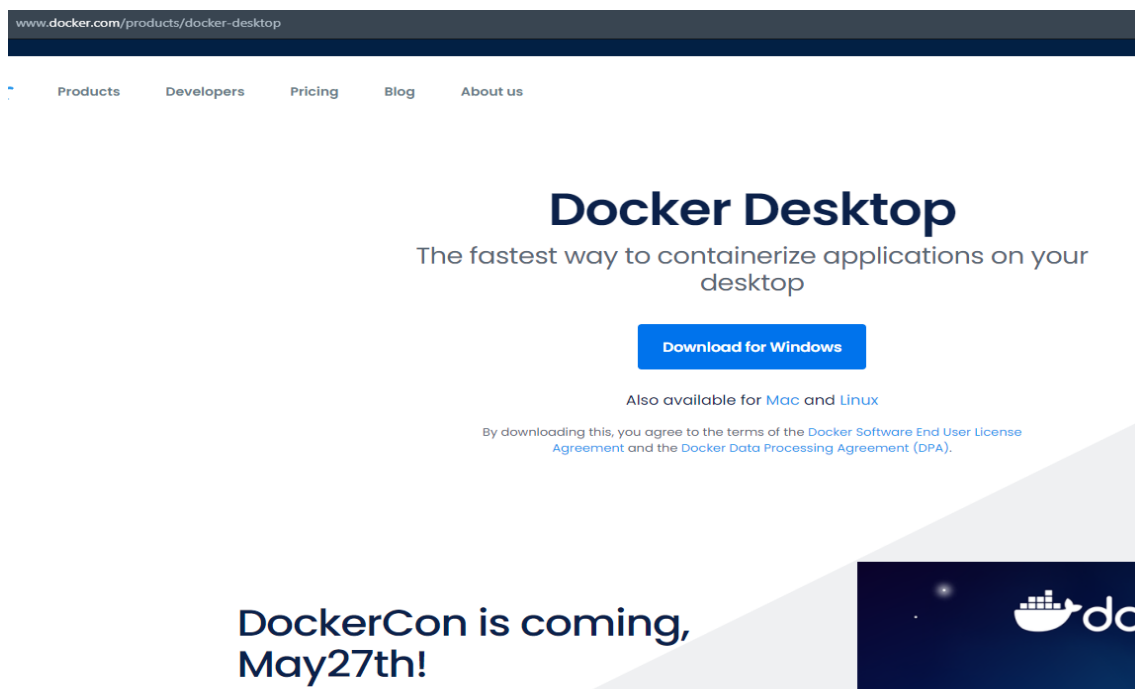 www.docker.com/products/docker-desktop
Products Developers Pricing Blog About us
Docker Desktop
The fastest way to containerize applications on your
desktop
Download for Windows
Also available for Mac and Linux
By downloading this, you agree to the terms of the Docker Software End User License
Agreement and the Docker Data Processing Agreement (DPA).
DockerCon is coming,
May27th!